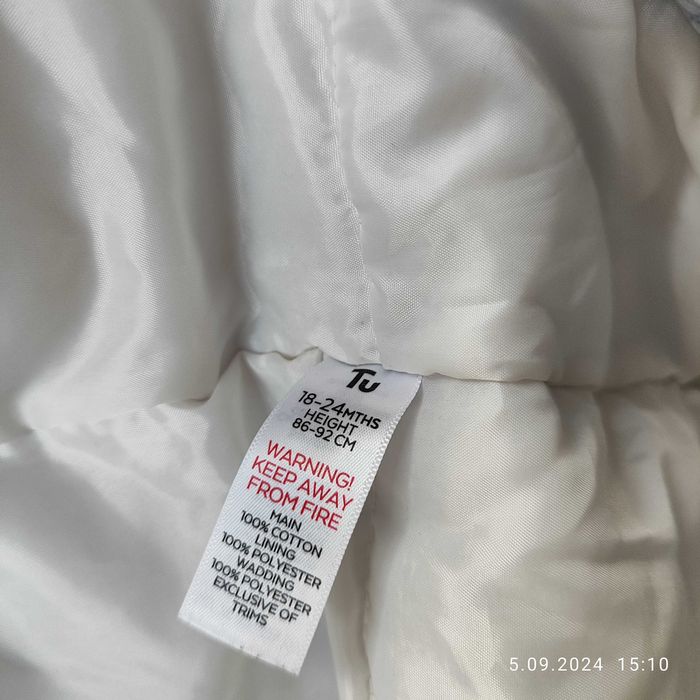 Tu
18-24MTHS
HEIGHT
86-92 CM
WARNING!
KEEP AWAY
FROM FIRE
MAIN
100% COTTON
LINING
100% POLYESTER
WADDING
100% POLYESTER
EXCLUSIVE OF
TRIMS
5.09.2024 15:10